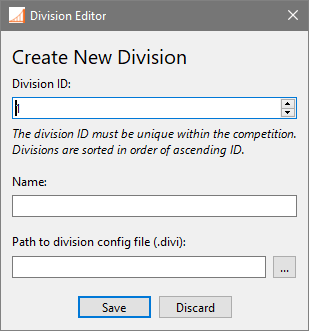 Division Editor
Create New Division
Division ID:
1
The division ID must be unique within the competition.
Divisions are sorted in order of ascending ID.
Name:
Path to division config file (.divi):
...
Save Discard